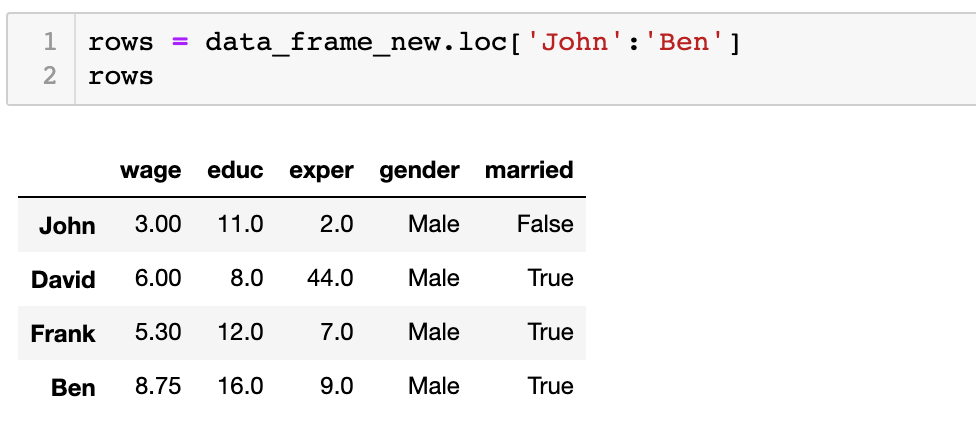 1 rows = data_frame_new.loc['John':'Ben']
2 rows
wage educ exper gender married
John 3.00 11.0 2.0 Male False
David 6.00 8.0 44.0 Male True
Frank 5.30 12.0 7.0 Male True
Ben 8.75 16.0 9.0 Male True